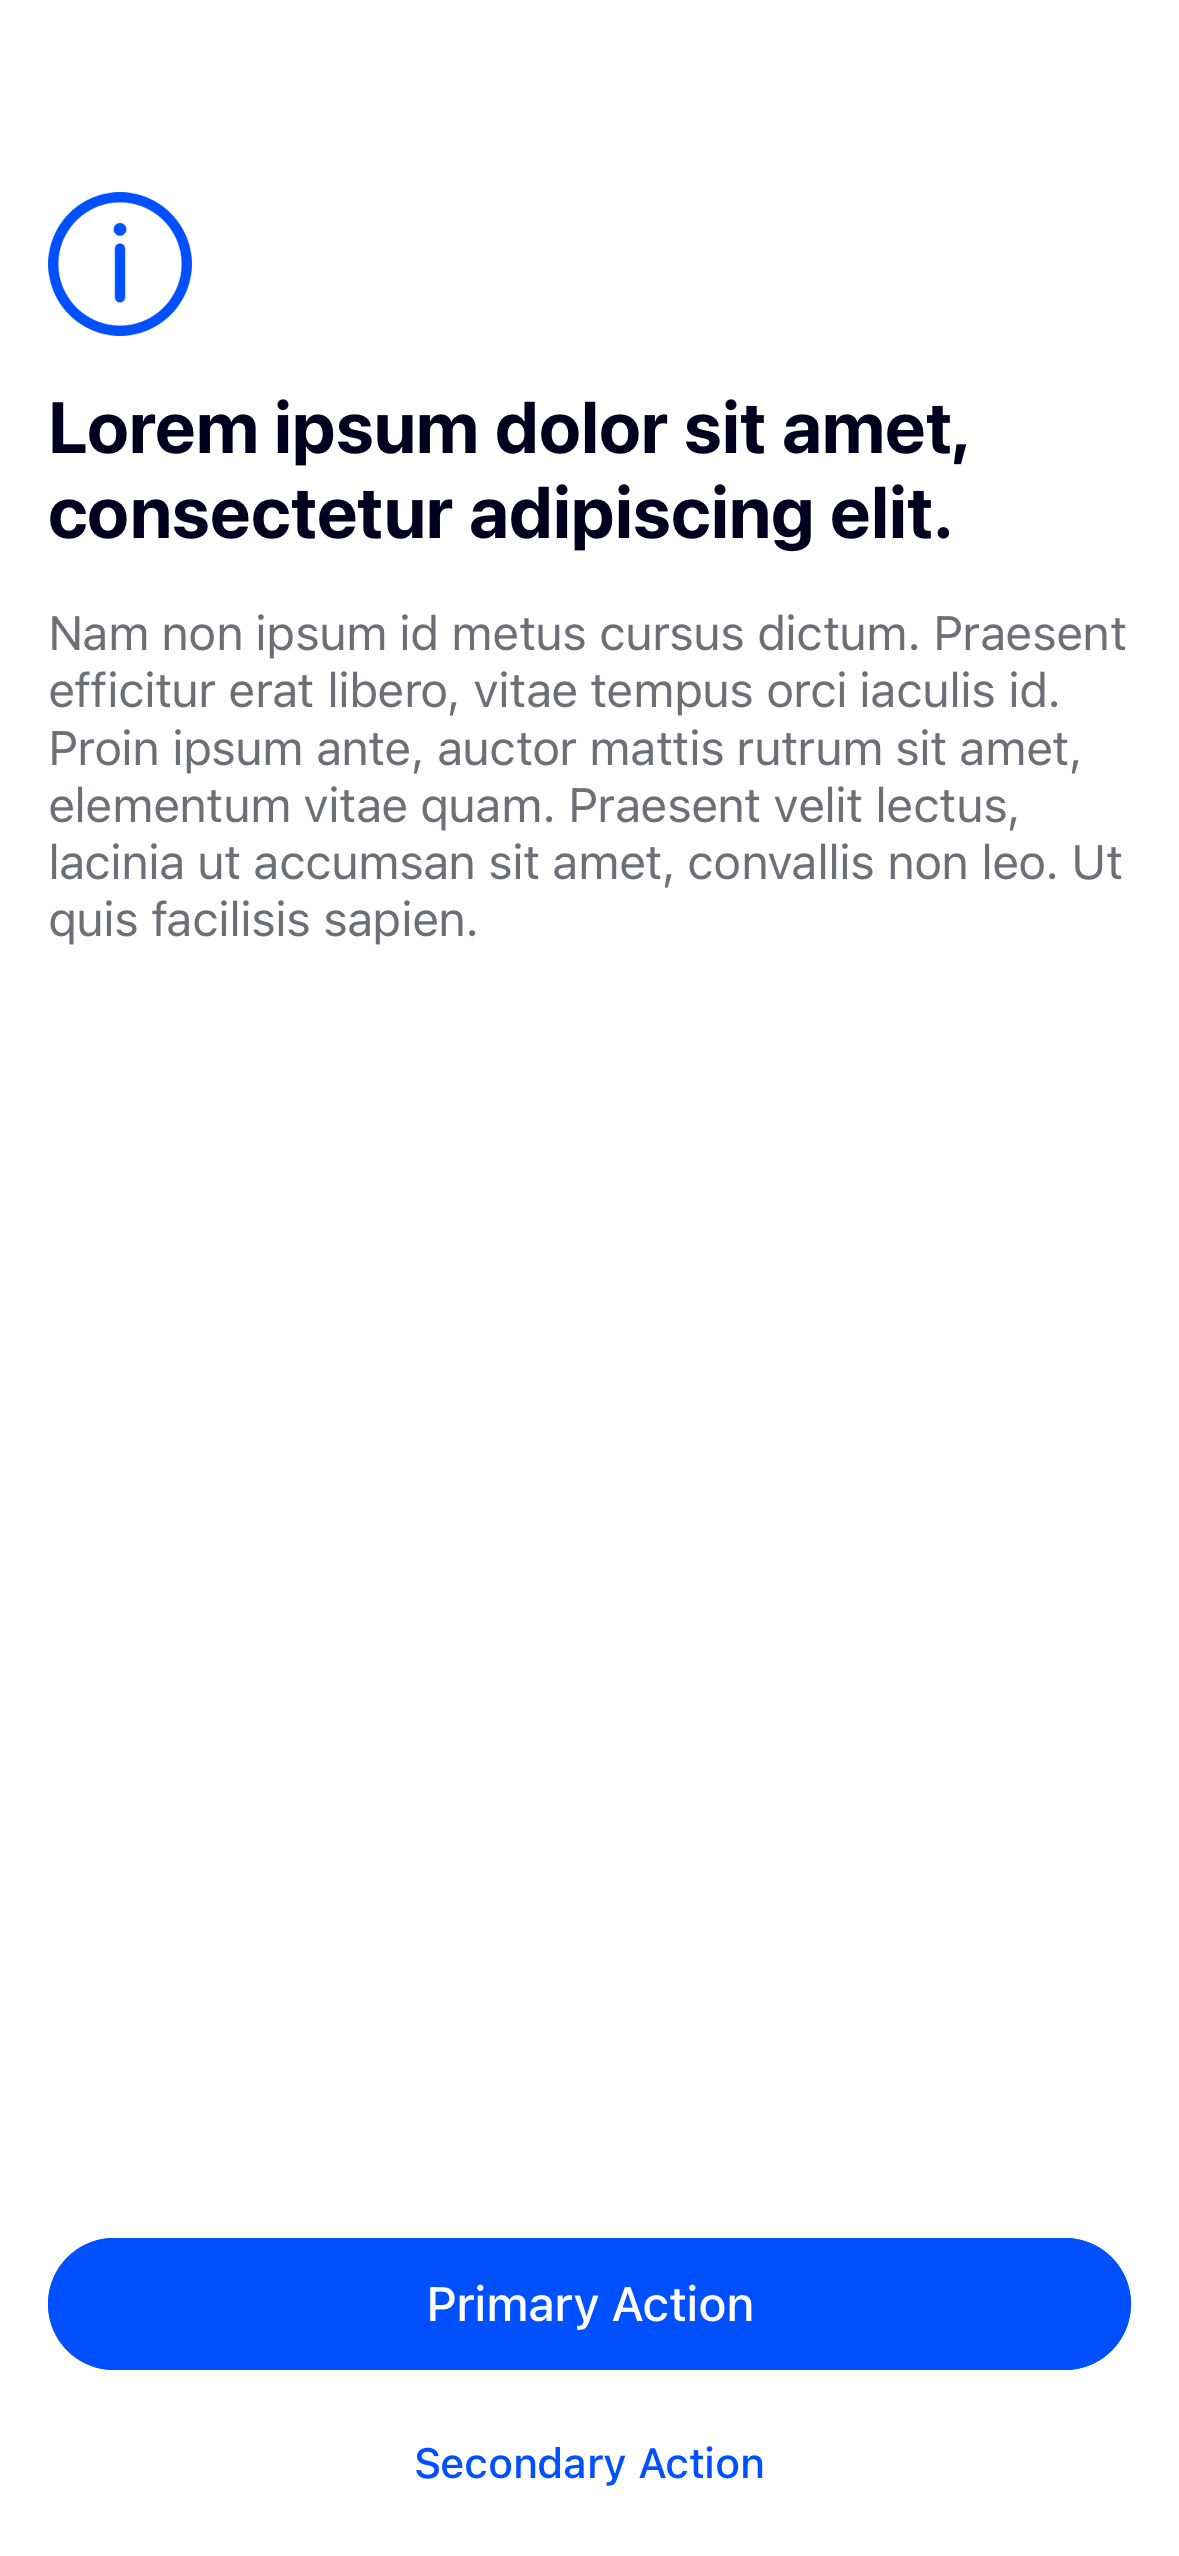 Lorem ipsum dolor sit amet,
consectetur adipiscing elit.
Nam non ipsum id metus cursus dictum. Praesent
efficitur erat libero, vitae tempus orci iaculis id.
Proin ipsum ante, auctor mattis rutrum sit amet,
elementum vitae quam. Praesent velit lectus,
lacinia ut accumsan sit amet, convallis non leo. Ut
quis facilisis sapien.
Primary Action
Secondary Action